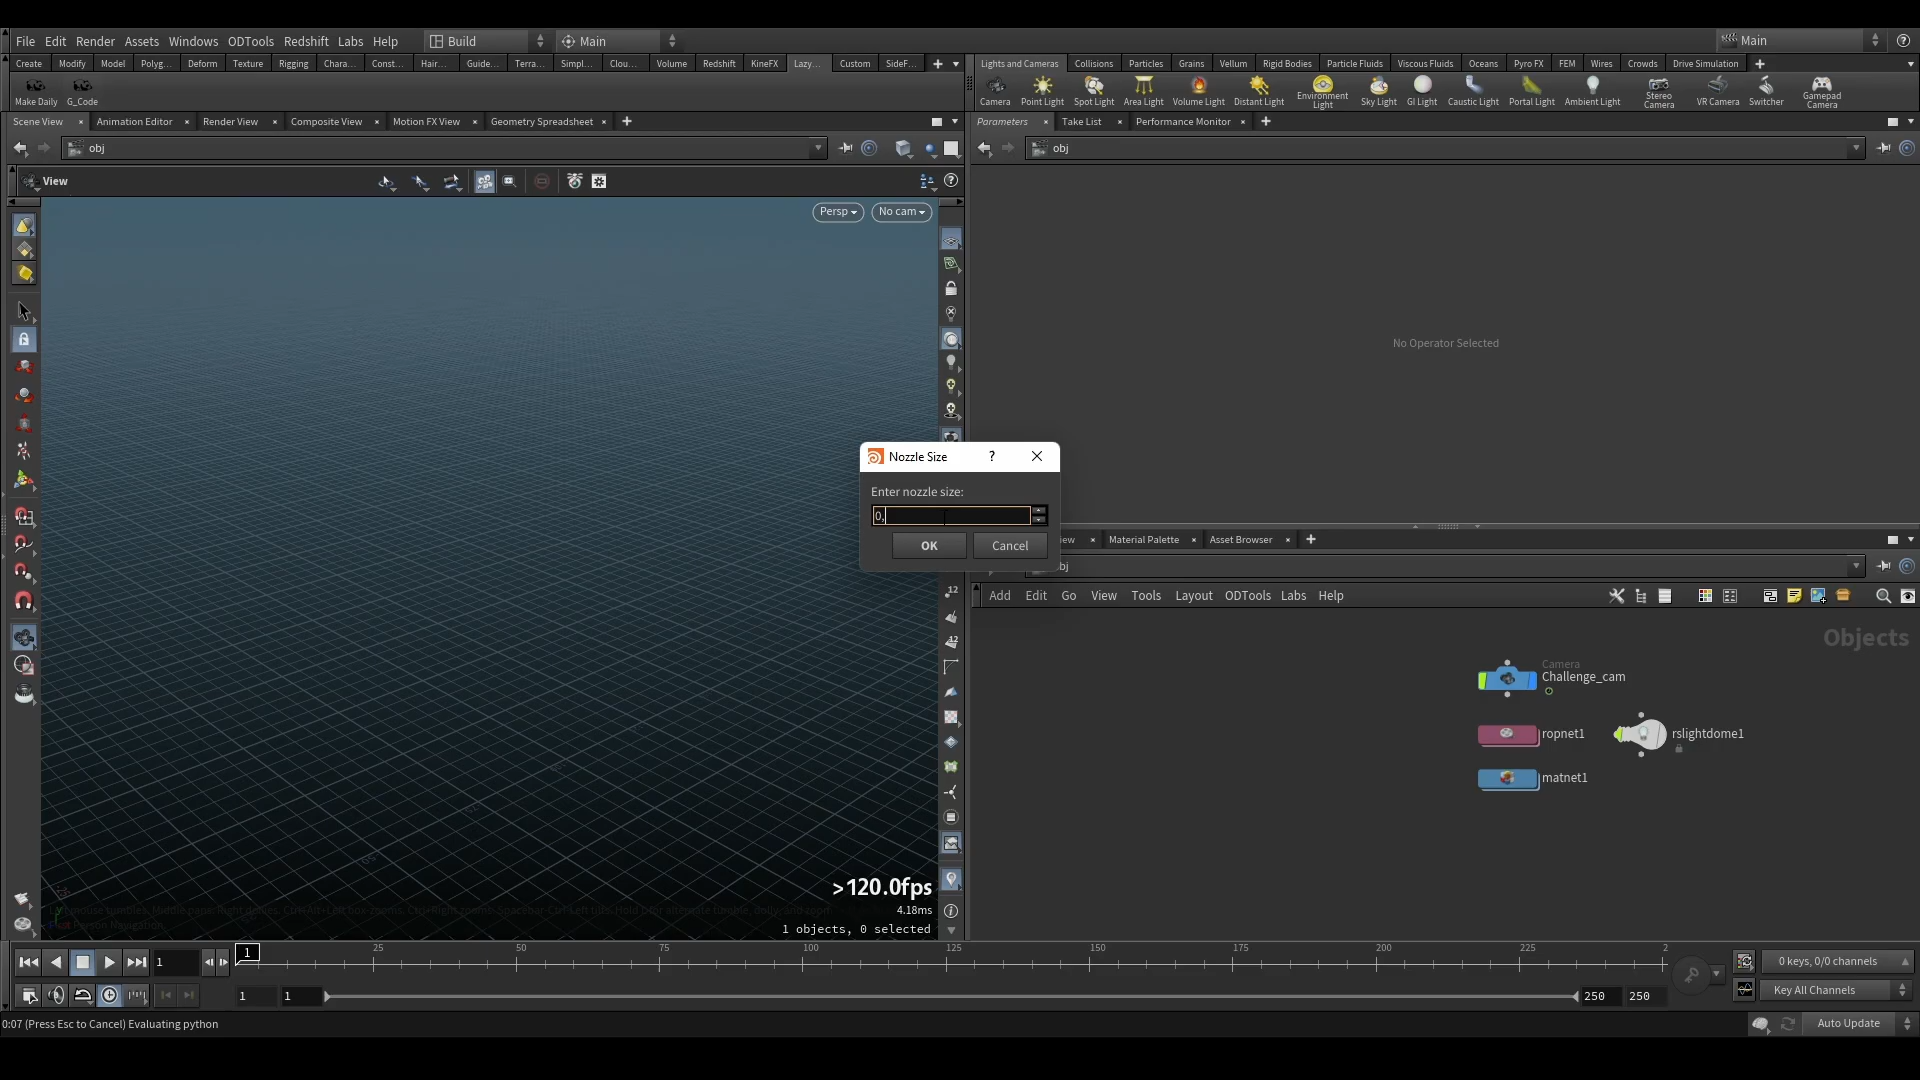 File Edit Render Assets Windows ODTools Redshift Labs Help Build Main Main
Create Modify Model Polyg... Deform Texture Rigging Chara... Const... Hair... Guide... Terra... Simpl... Clou... Volume Redshift KineFX Lazy... Custom SideF...
Make Daily G_Code
Lights and Cameras Collisions Particles Grains Vellum Rigid Bodies Particle Fluids Viscous Fluids Oceans Pyro FX FEM Wires Crowds Drive Simulation
Camera Point Light Spot Light Area Light Volume Light Distant Light Environment Light Sky Light GI Light Caustic Light Portal Light Ambient Light Stereo Camera VR Camera Switcher Gamepad Camera
Scene View Animation Editor Render View Composite View Motion FX View Geometry Spreadsheet
Parameters Take List Performance Monitor
obj
obj
View
Persp No cam
No Operator Selected
Nozzle Size ?
Enter nozzle size:
0,
OK Cancel
iew Material Palette Asset Browser
bj
Add Edit Go View Tools Layout ODTools Labs Help
Objects
Camera
Challenge_cam
ropnet1
rslightdome1
matnet1
12
12
>120.0fps
4.18ms
1 objects, 0 selected
1
1 25 50 75 100 125 150 175 200 225 2
0 keys, 0/0 channels
1 1 250 250
Key All Channels
0:07 (Press Esc to Cancel) Evaluating python
Auto Update